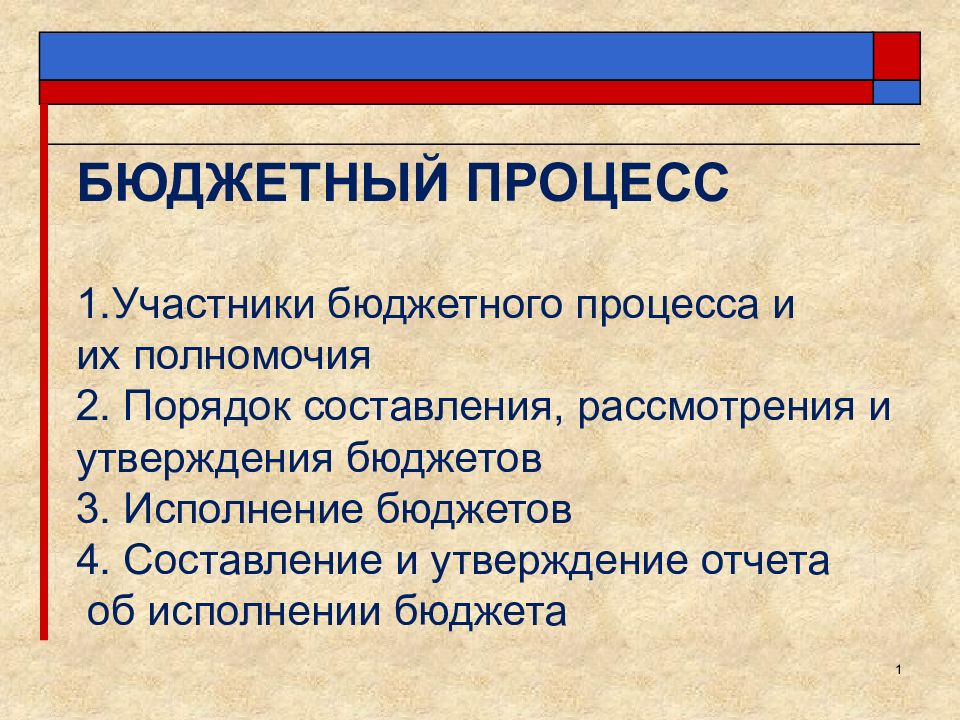 БЮДЖЕТНЫЙ ПРОЦЕСС
1.Участники бюджетного процесса и
их полномочия
2. Порядок составления, рассмотрения и
утверждения бюджетов
3. Исполнение бюджетов
4. Составление и утверждение отчета
об исполнении бюджета
1